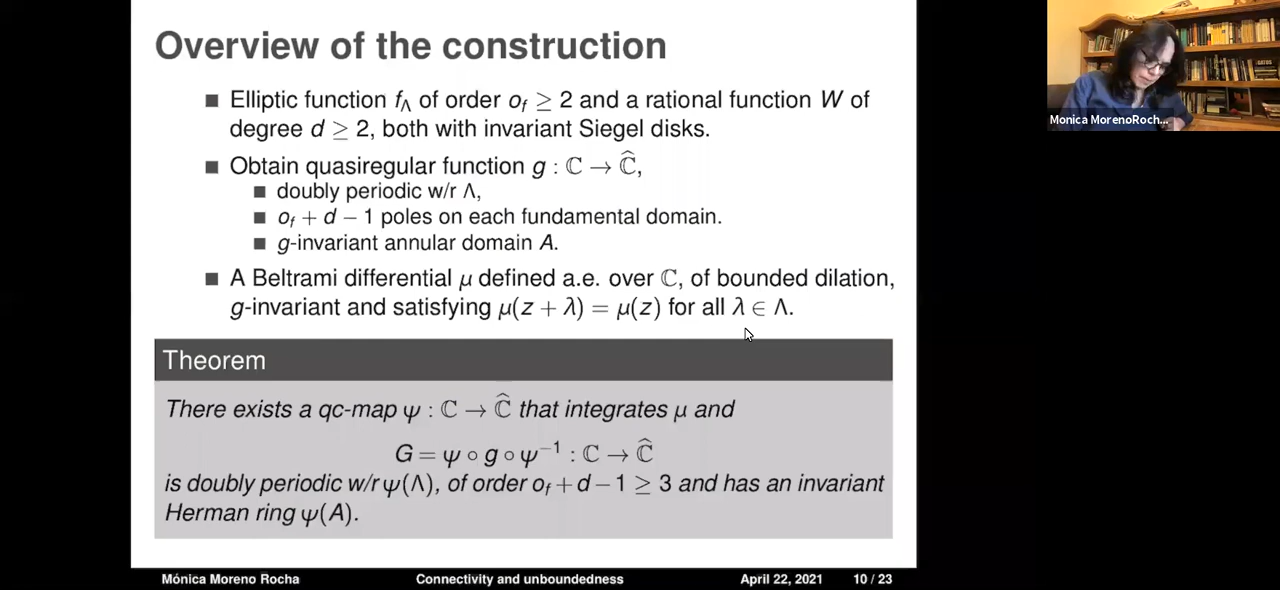 Overview of the construction
■ Elliptic function f_Λ of order o_f ≥ 2 and a rational function W of
degree d ≥ 2, both with invariant Siegel disks.
■ Obtain quasiregular function g : ℂ → ℂ̂,
■ doubly periodic w/r Λ,
■ o_f + d − 1 poles on each fundamental domain.
■ g-invariant annular domain A.
■ A Beltrami differential μ defined a.e. over ℂ, of bounded dilation,
g-invariant and satisfying μ(z + λ) = μ(z) for all λ ∈ Λ.
Theorem
There exists a qc-map ψ : ℂ → ℂ̂ that integrates μ and
G = ψ ∘ g ∘ ψ⁻¹ : ℂ → ℂ̂
is doubly periodic w/r ψ(Λ), of order o_f + d − 1 ≥ 3 and has an invariant
Herman ring ψ(A).
Mónica Moreno Rocha Connectivity and unboundedness April 22, 2021 10 / 23
Monica MorenoRoch...